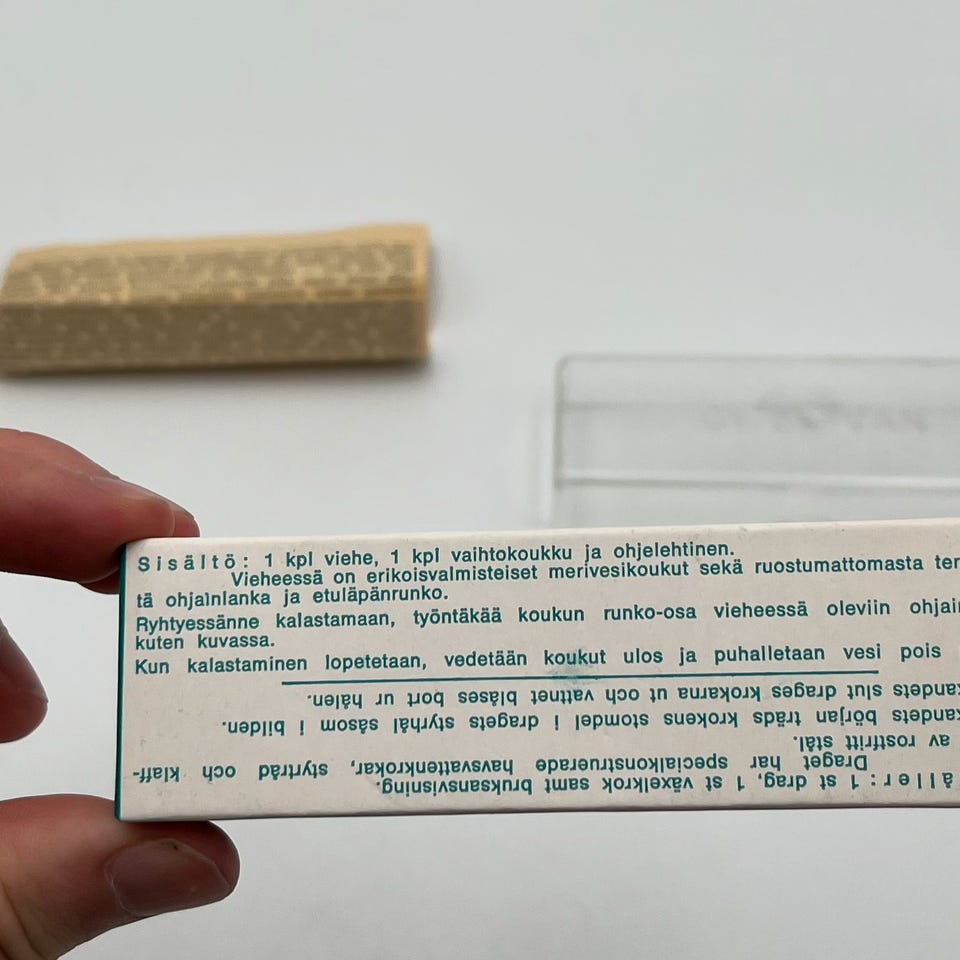 Sisältö: 1 kpl viehe, 1 kpl vaihtokoukku ja ohjelehtinen.
Vieheessä on erikoisvalmisteiset merivesikoukut sekä ruostumattomasta ter
tä ohjainlanka ja etuläpänrunko.
Ryhtyessänne kalastamaan, työntäkää koukun runko-osa vieheessä oleviin ohjain
kuten kuvassa.
Kun kalastaminen lopetetaan, vedetään koukut ulos ja puhalletaan vesi pois
åller: 1 st drag, 1 st växelkrok samt bruksanvisning.
Draget har specialkonstruerade havsvattenkrokar, styrtråd och klaff-
av rostfritt stål.
kandets början träds krokens stomdel i dragets styrhål såsom i bilden.
kandets slut drages krokarna ut och vattnet blåses bort ur hålen.